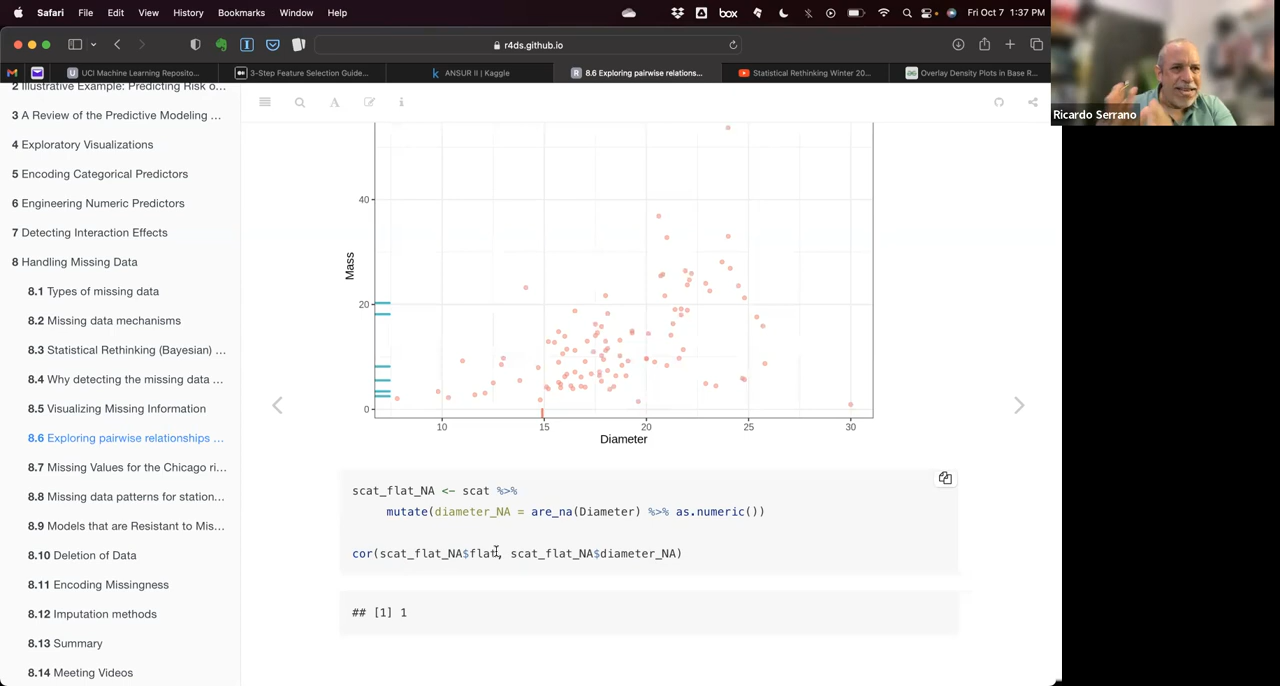 Safari File Edit View History Bookmarks Window Help
box
Fri Oct 7 1:37 PM
r4ds.github.io
UCI Machine Learning Reposito...
3-Step Feature Selection Guide...
ANSUR II | Kaggle
8.6 Exploring pairwise relations...
Statistical Rethinking Winter 20...
Overlay Density Plots in Base R...
Ricardo Serrano
2 Illustrative Example: Predicting Risk o...
3 A Review of the Predictive Modeling ...
4 Exploratory Visualizations
5 Encoding Categorical Predictors
6 Engineering Numeric Predictors
7 Detecting Interaction Effects
8 Handling Missing Data
8.1 Types of missing data
8.2 Missing data mechanisms
8.3 Statistical Rethinking (Bayesian) ...
8.4 Why detecting the missing data ...
8.5 Visualizing Missing Information
8.6 Exploring pairwise relationships ...
8.7 Missing Values for the Chicago ri...
8.8 Missing data patterns for station...
8.9 Models that are Resistant to Mis...
8.10 Deletion of Data
8.11 Encoding Missingness
8.12 Imputation methods
8.13 Summary
8.14 Meeting Videos
40
20
0
Mass
10 15 20 25 30
Diameter
scat_flat_NA <- scat %>%
mutate(diameter_NA = are_na(Diameter) %>% as.numeric())
cor(scat_flat_NA$flat, scat_flat_NA$diameter_NA)
## [1] 1